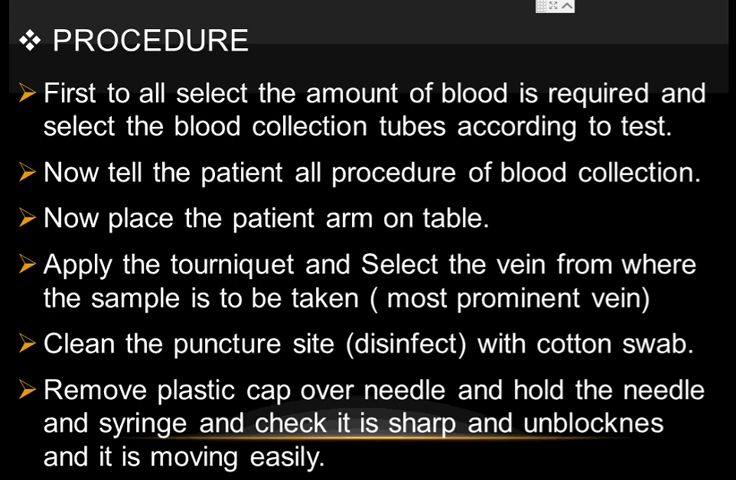 ❖ PROCEDURE
➢ First to all select the amount of blood is required and
select the blood collection tubes according to test.
➢ Now tell the patient all procedure of blood collection.
➢ Now place the patient arm on table.
➢ Apply the tourniquet and Select the vein from where
the sample is to be taken ( most prominent vein)
➢ Clean the puncture site (disinfect) with cotton swab.
➢ Remove plastic cap over needle and hold the needle
and syringe and check it is sharp and unblocknes
and it is moving easily.